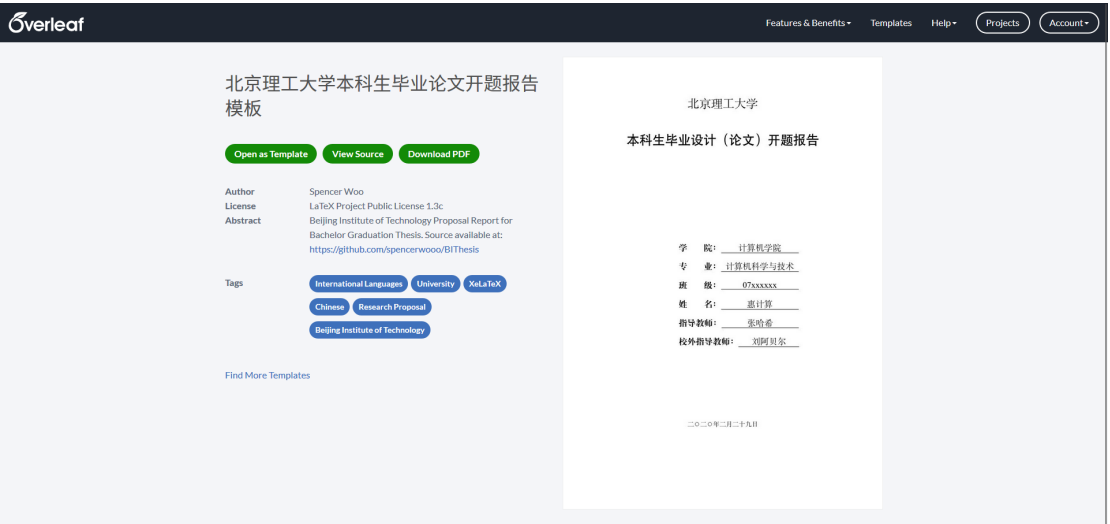 Overleaf
Features & Benefits
Templates
Help
Projects
Account
北京理工大学本科生毕业论文开题报告
模板
Open as Template
View Source
Download PDF
Author Spencer Woo
License LaTeX Project Public License 1.3c
Abstract Beijing Institute of Technology Proposal Report for
Bachelor Graduation Thesis. Source available at:
https://github.com/spencerwooo/BIThesis
Tags International Languages University XeLaTeX
Chinese Research Proposal
Beijing Institute of Technology
Find More Templates
北京理工大学
本科生毕业设计（论文）开题报告
学 院： 计算机学院
专 业： 计算机科学与技术
班 级： 07xxxxxx
姓 名： 惠计算
指导教师： 张哈希
校外指导教师： 刘阿贝尔
二〇二〇年二月二十九日